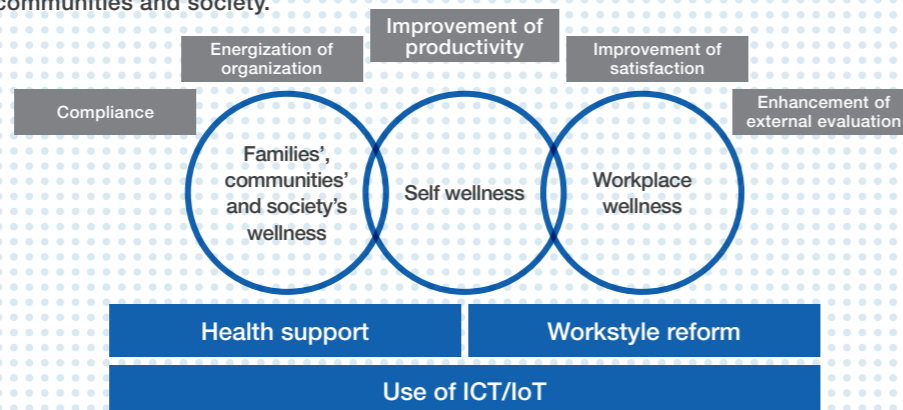 communities and society.
Improvement of
productivity
Energization of
organization
Improvement of
satisfaction
Compliance
Enhancement of
external evaluation
Families’,
communities’
and society’s
wellness
Self wellness
Workplace
wellness
Health support
Workstyle reform
Use of ICT/IoT